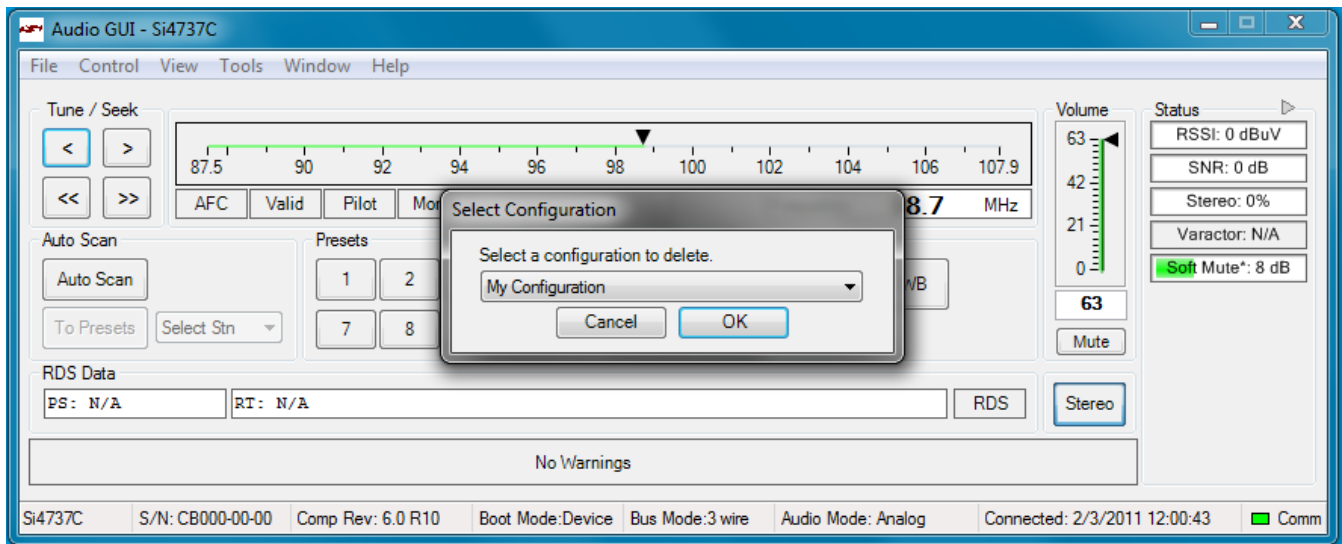 Audio GUI - Si4737C
File Control View Tools Window Help
Tune / Seek
< >
<< >>
87.5 90 92 94 96 98 100 102 104 106 107.9
AFC Valid Pilot 8.7 MHz
Volume
63
42
21
0
63
Mute
Status
RSSI: 0 dBuV
SNR: 0 dB
Stereo: 0%
Varactor: N/A
Soft Mute*: 8 dB
Auto Scan
Auto Scan
To Presets Select Stn
Presets
1 2
7 8
WB
Select Configuration
Select a configuration to delete.
My Configuration
Cancel OK
RDS Data
PS: N/A RT: N/A RDS
Stereo
No Warnings
Si4737C S/N: CB000-00-00 Comp Rev: 6.0 R10 Boot Mode:Device Bus Mode:3 wire Audio Mode: Analog Connected: 2/3/2011 12:00:43 Comm